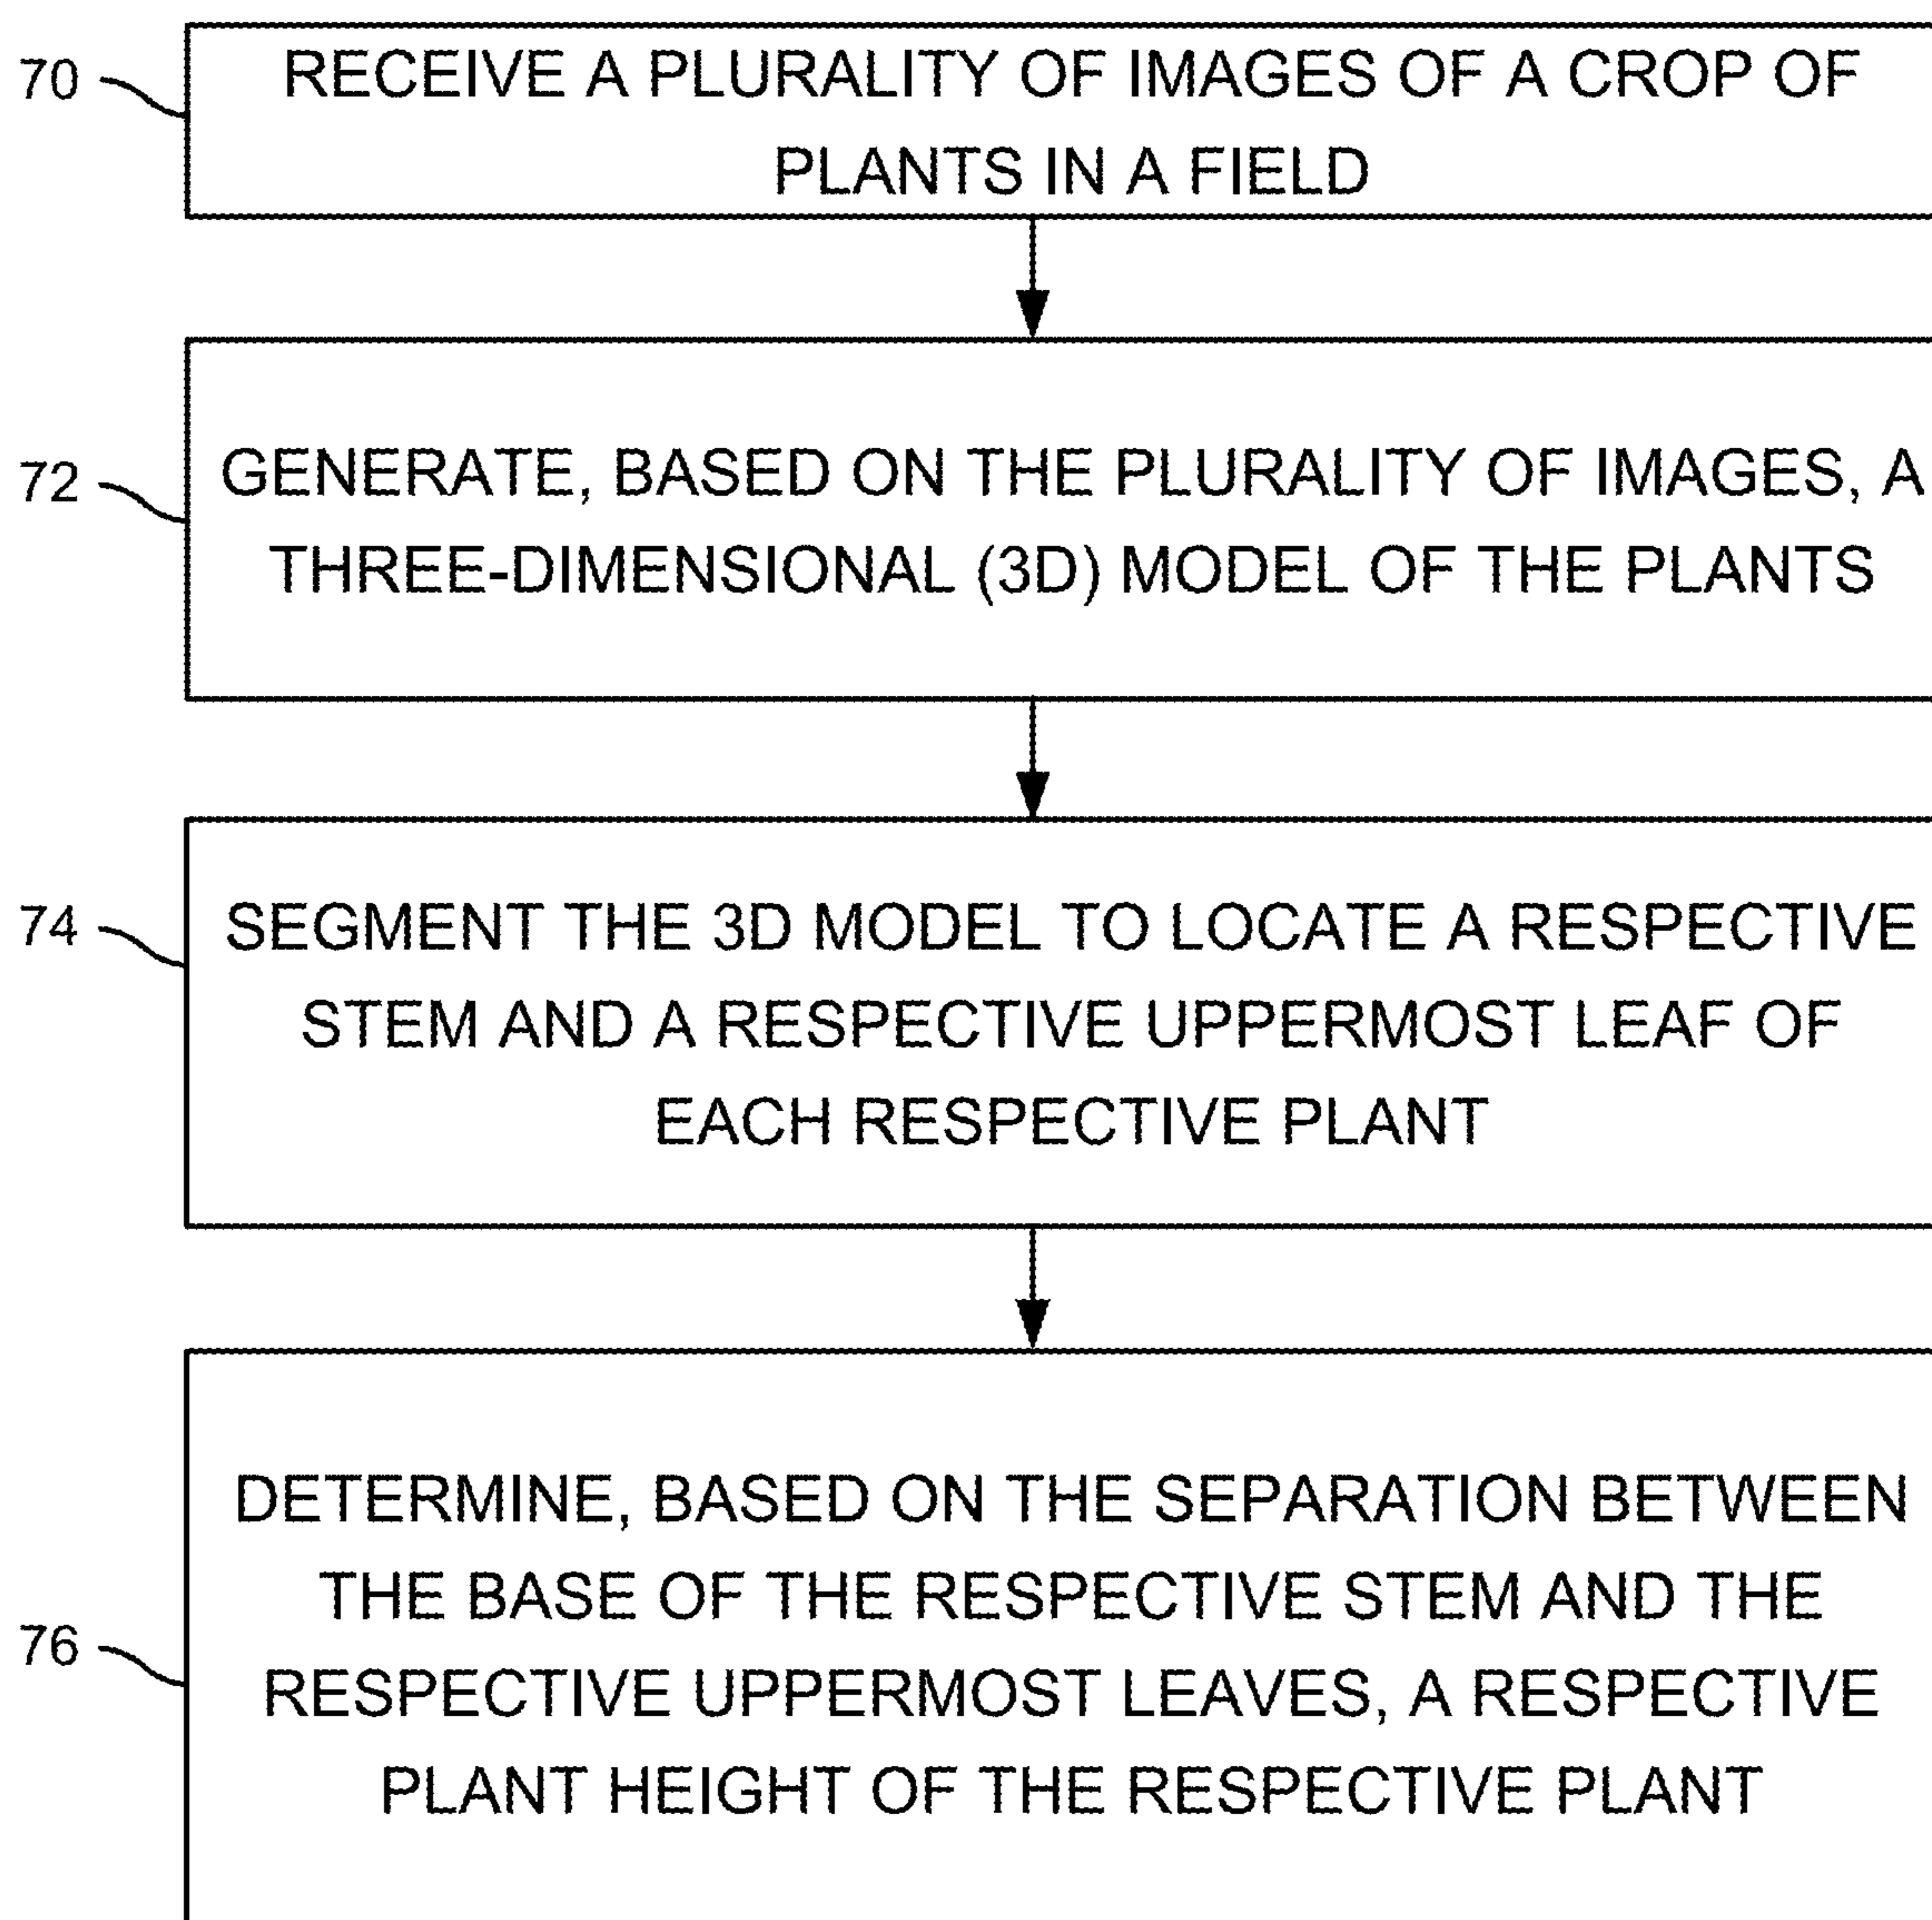 70
RECEIVE A PLURALITY OF IMAGES OF A CROP OF
PLANTS IN A FIELD
72
GENERATE, BASED ON THE PLURALITY OF IMAGES, A
THREE-DIMENSIONAL (3D) MODEL OF THE PLANTS
74
SEGMENT THE 3D MODEL TO LOCATE A RESPECTIVE
STEM AND A RESPECTIVE UPPERMOST LEAF OF
EACH RESPECTIVE PLANT
76
DETERMINE, BASED ON THE SEPARATION BETWEEN
THE BASE OF THE RESPECTIVE STEM AND THE
RESPECTIVE UPPERMOST LEAVES, A RESPECTIVE
PLANT HEIGHT OF THE RESPECTIVE PLANT